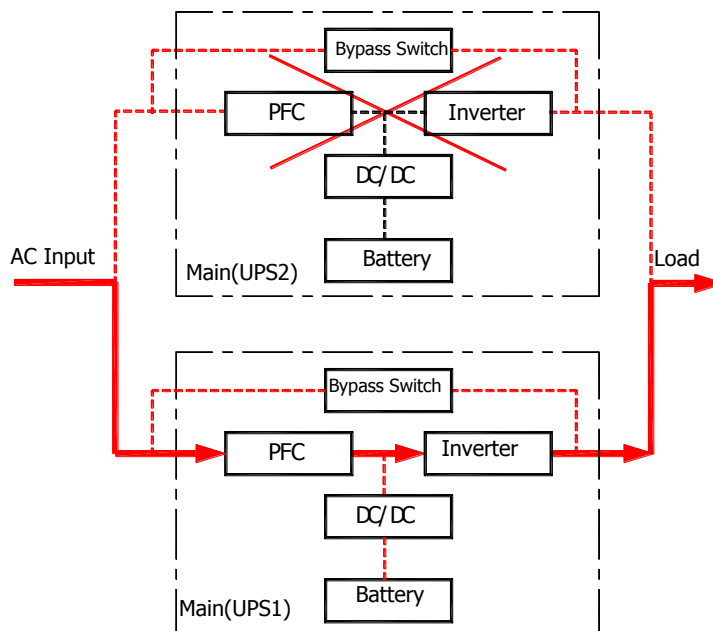 Bypass Switch
PFC
Inverter
DC/DC
Battery
AC Input
Main(UPS2)
Load
Bypass Switch
PFC
Inverter
DC/DC
Battery
Main(UPS1)